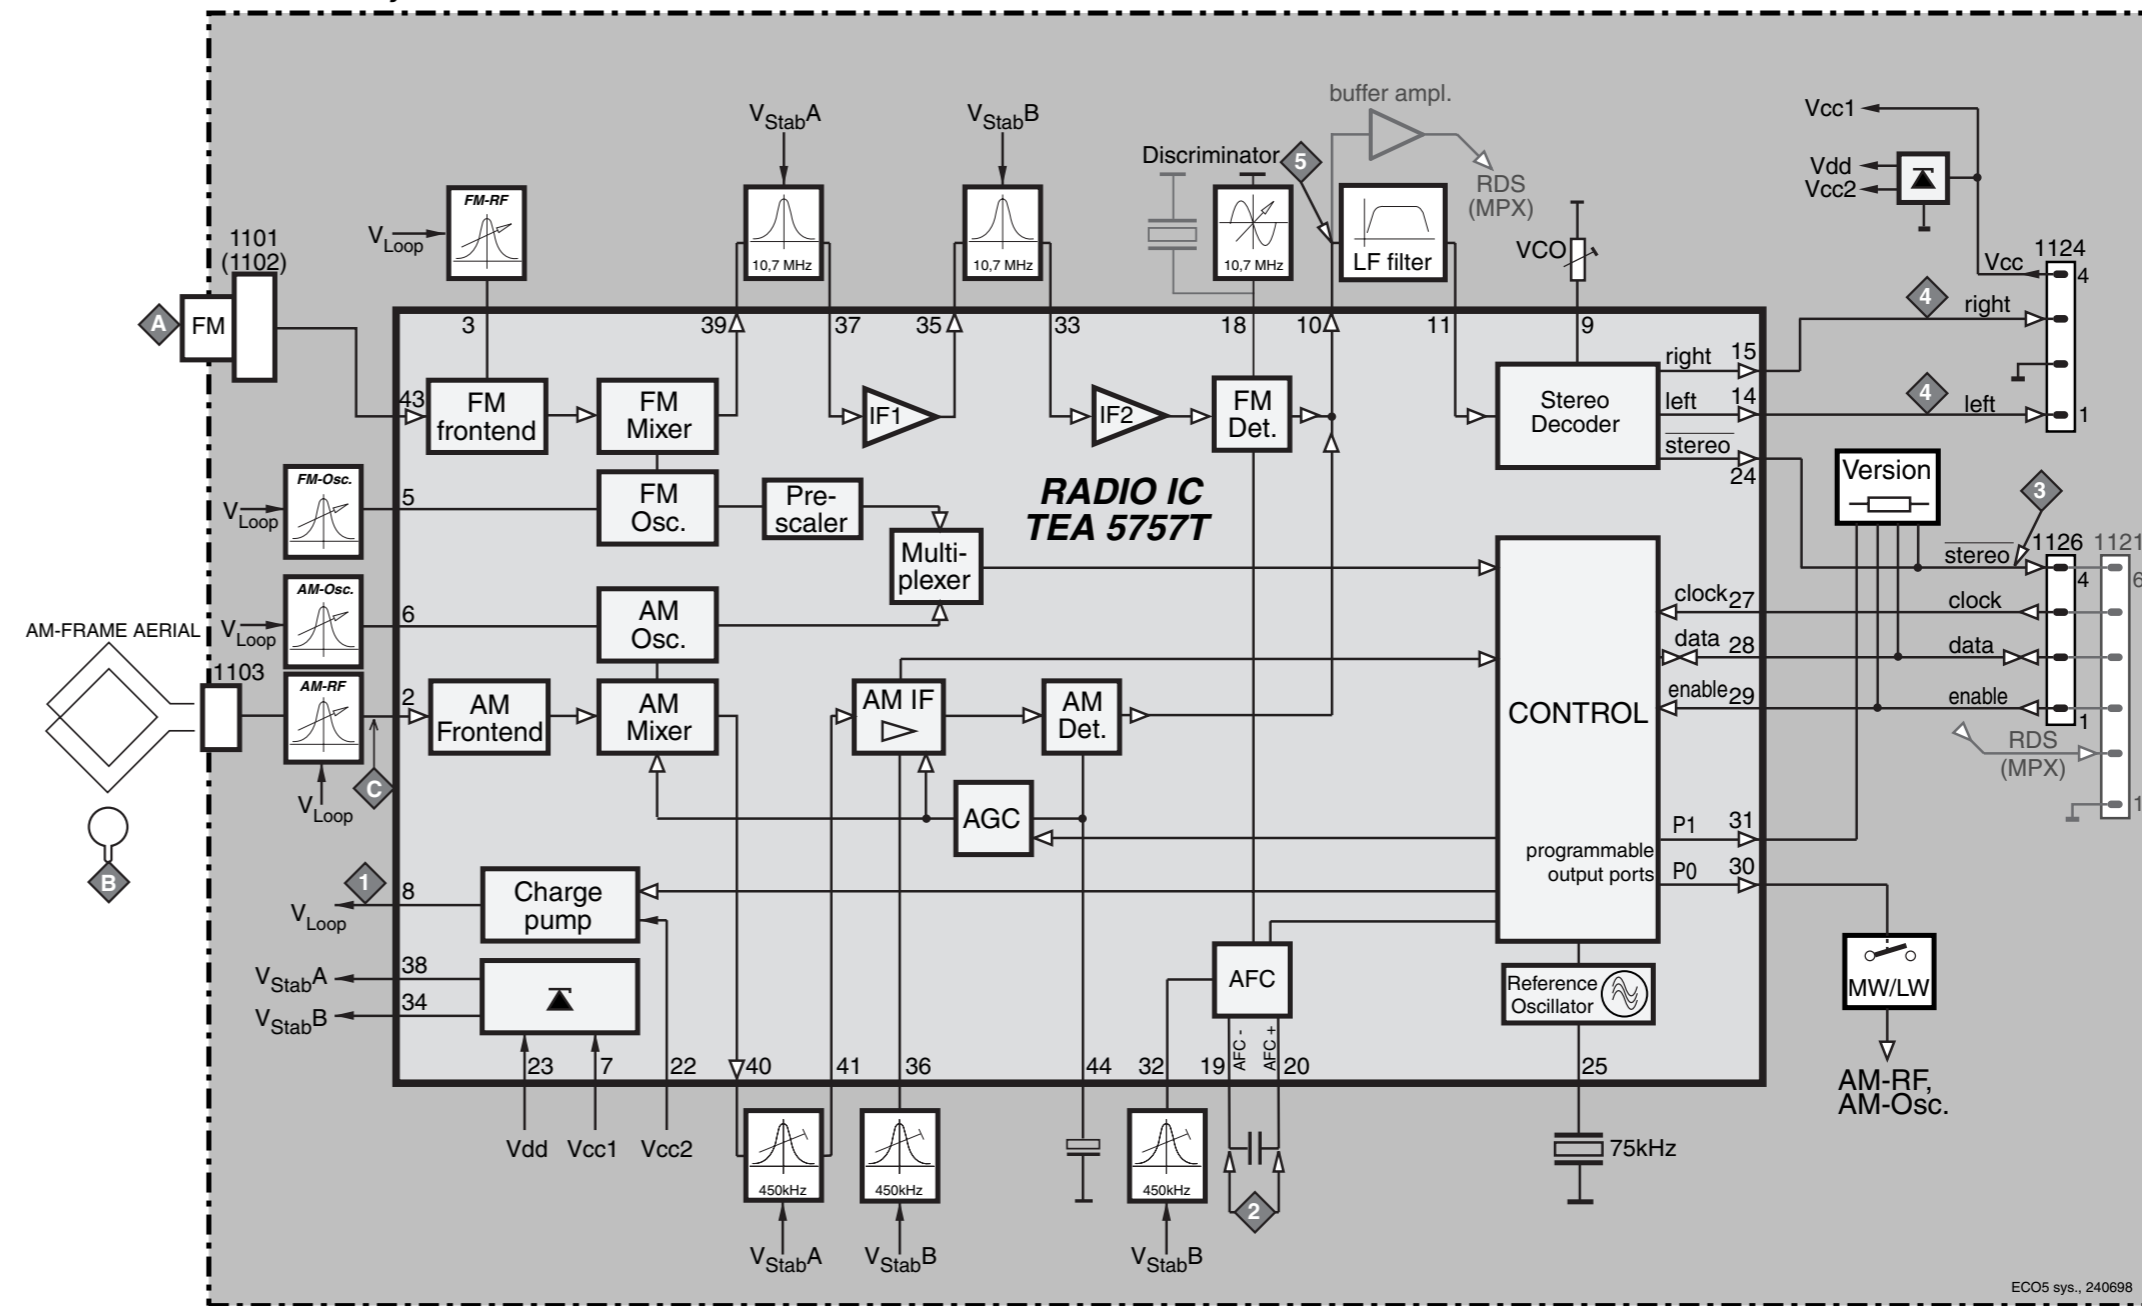 buffer ampl.
VStabA
VStabB
Vcc1
Discriminator
5
RDS
(MPX)
Vdd
Vcc2
FM-RF
VLoop
10,7 MHz
10,7 MHz
10,7 MHz
LF filter
VCO
1101
(1102)
1124
Vcc
4
4
right
A
FM
3
39
37
35
33
18
10
11
9
right
15
43
FM
frontend
FM
Mixer
IF1
IF2
FM
Det.
Stereo
Decoder
left
14
4
left
1
stereo
24
FM-Osc.
VLoop
5
FM
Osc.
Pre-
scaler
RADIO IC
TEA 5757T
Version
3
Multi-
plexer
stereo
1126
1121
4
6
AM-Osc.
VLoop
6
AM
Osc.
clock
27
clock
AM-FRAME AERIAL
data
28
data
1103
AM-RF
2
AM
Frontend
AM
Mixer
AM IF
AM
Det.
CONTROL
enable
29
enable
1
RDS
(MPX)
VLoop
C
1
AGC
P1
31
B
programmable
output ports
P0
30
1
8
VLoop
Charge
pump
VStabA
38
VStabB
34
AFC
Reference
Oscillator
MW/LW
AFC -
AFC +
23
7
22
40
41
36
44
32
19
20
25
AM-RF,
AM-Osc.
Vdd
Vcc1
Vcc2
450kHz
450kHz
450kHz
75kHz
2
VStabA
VStabB
VStabB
ECO5 sys., 240698